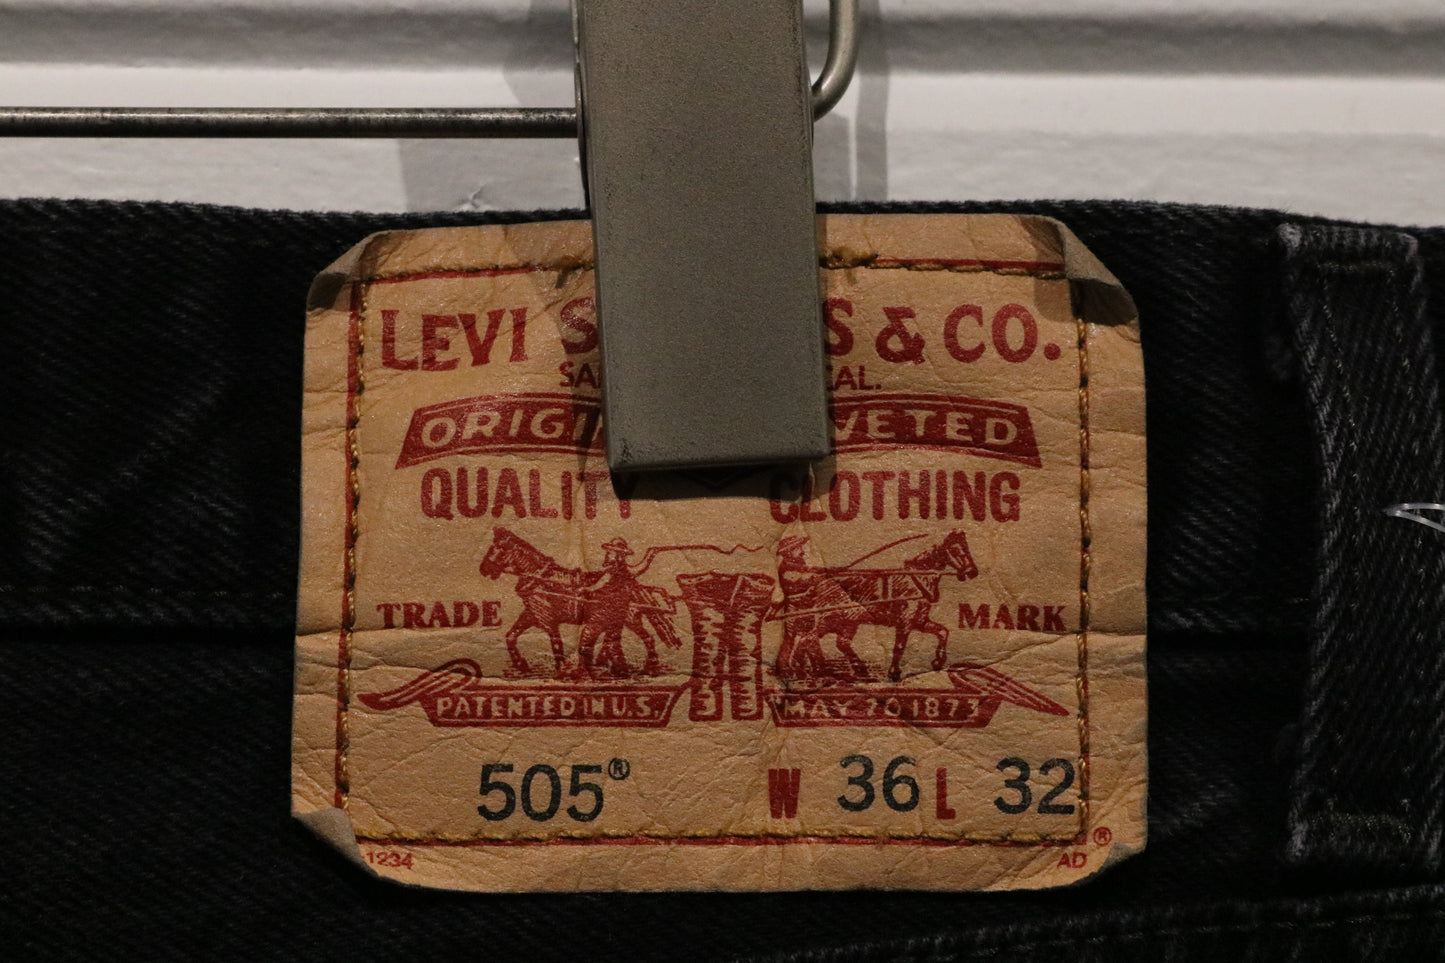 LEVI S S & CO.
SA CAL.
ORIGIN VETED
QUALITY CLOTHING
TRADE MARK
PATENTED IN U.S. MAY 20 1873
505® W 36 L 32
®
1234 AD